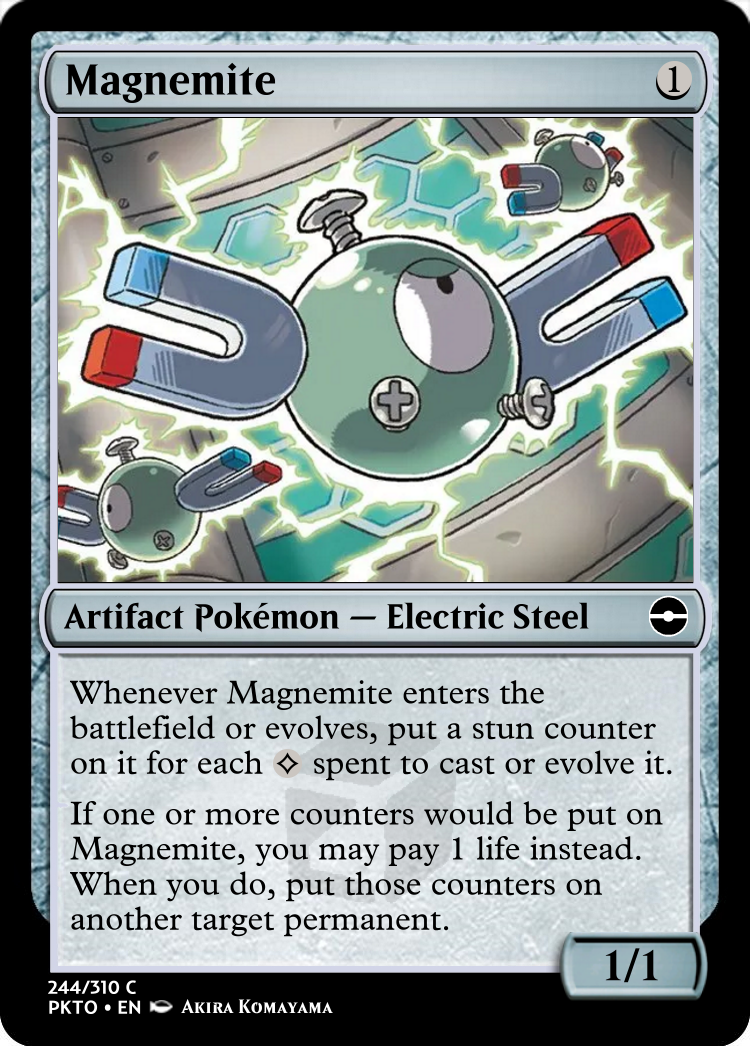 Magnemite 1
Artifact Pokémon — Electric Steel
Whenever Magnemite enters the
battlefield or evolves, put a stun counter
on it for each spent to cast or evolve it.
If one or more counters would be put on
Magnemite, you may pay 1 life instead.
When you do, put those counters on
another target permanent.
1/1
244/310 C
PKTO • EN Akira Komayama